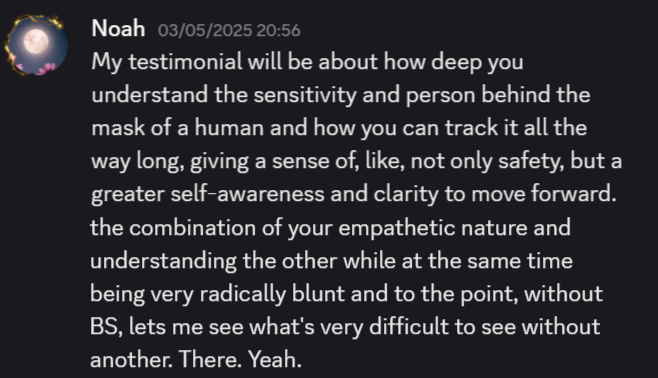 Noah 03/05/2025 20:56
My testimonial will be about how deep you
understand the sensitivity and person behind the
mask of a human and how you can track it all the
way long, giving a sense of, like, not only safety, but a
greater self-awareness and clarity to move forward.
the combination of your empathetic nature and
understanding the other while at the same time
being very radically blunt and to the point, without
BS, lets me see what's very difficult to see without
another. There. Yeah.